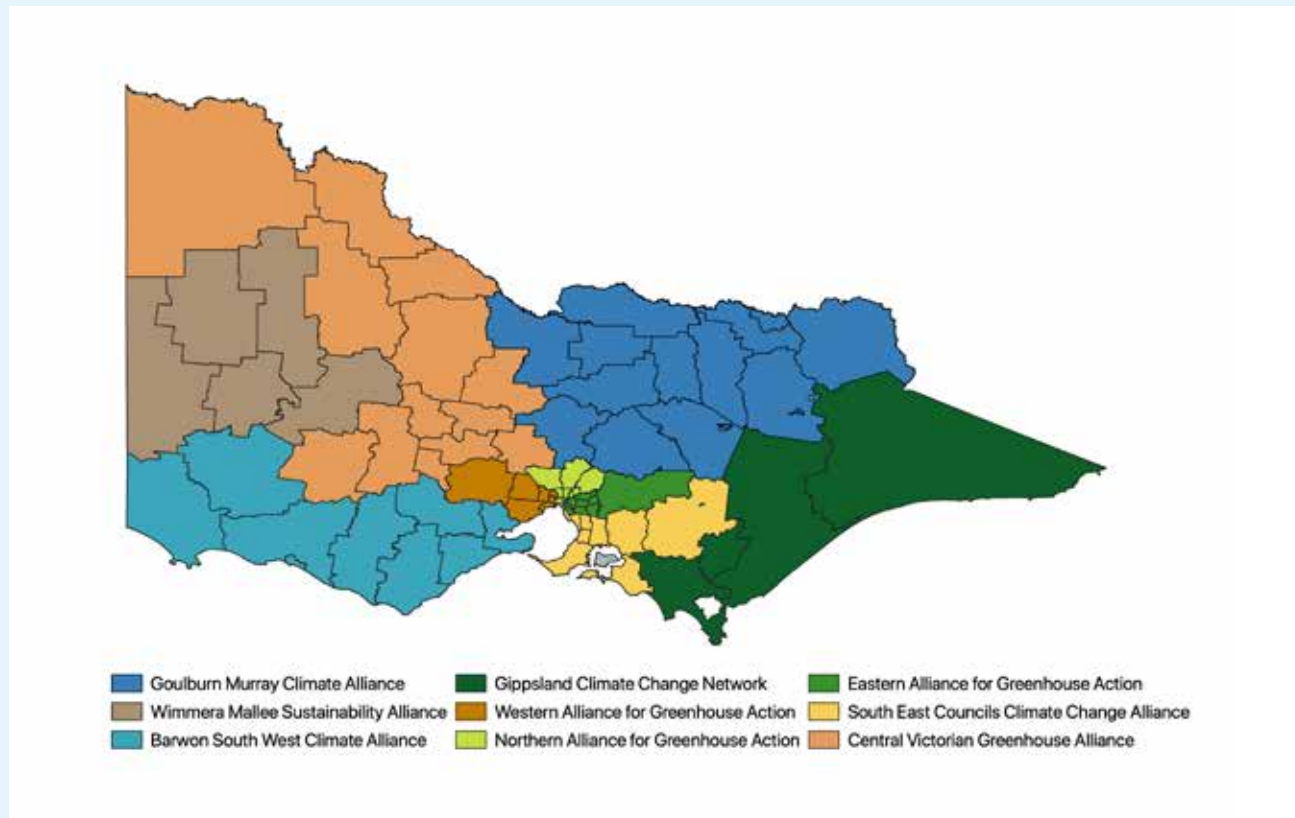 Goulburn Murray Climate Alliance
Gippsland Climate Change Network
Eastern Alliance for Greenhouse Action
Wimmera Mallee Sustainability Alliance
Western Alliance for Greenhouse Action
South East Councils Climate Change Alliance
Barwon South West Climate Alliance
Northern Alliance for Greenhouse Action
Central Victorian Greenhouse Alliance